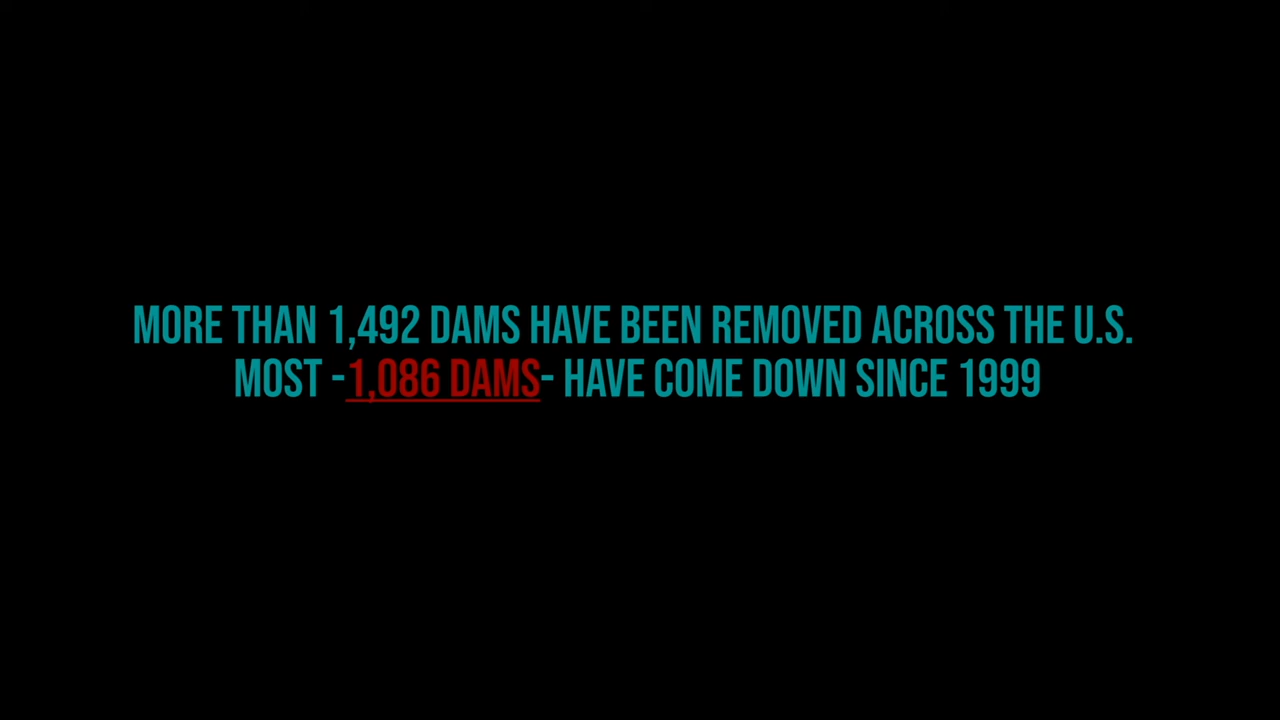 MORE THAN 1,492 DAMS HAVE BEEN REMOVED ACROSS THE U.S.
MOST -1,086 DAMS- HAVE COME DOWN SINCE 1999